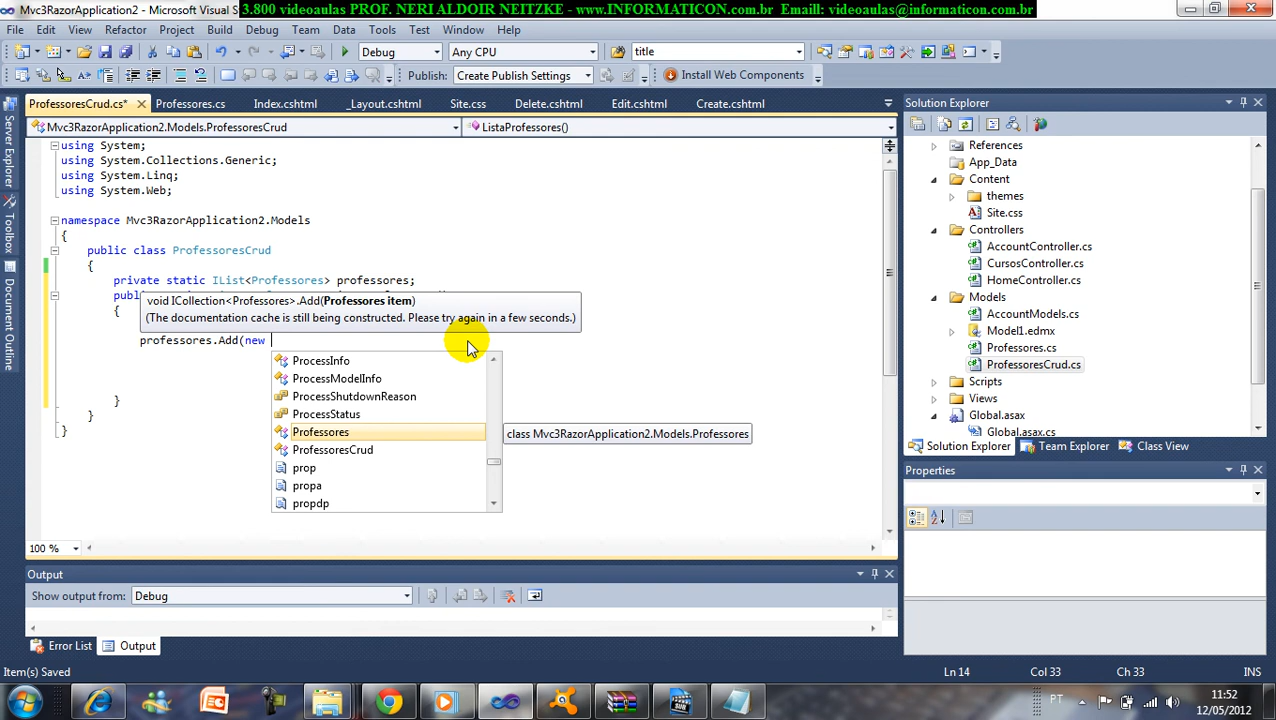 Mvc3RazorApplication2 - Microsoft Visual S
3.800 videoaulas PROF. NERI ALDOIR NEITZKE - www.INFORMATICON.com.br Email: videoaulas@informaticon.com.br
File Edit View Refactor Project Build Debug Team Data Tools Test Window Help
Debug Any CPU title
Publish: Create Publish Settings Install Web Components
ProfessoresCrud.cs* Professores.cs Index.cshtml _Layout.cshtml Site.css Delete.cshtml Edit.cshtml Create.cshtml
Mvc3RazorApplication2.Models.ProfessoresCrud ListaProfessores()
Server Explorer
Toolbox
Document Outline
using System;
using System.Collections.Generic;
using System.Linq;
using System.Web;
namespace Mvc3RazorApplication2.Models
{
public class ProfessoresCrud
{
private static IList<Professores> professores;
publ
void ICollection<Professores>.Add(Professores item)
{
(The documentation cache is still being constructed. Please try again in a few seconds.)
professores.Add(new
ProcessInfo
ProcessModelInfo
ProcessShutdownReason
ProcessStatus
Professores
class Mvc3RazorApplication2.Models.Professores
ProfessoresCrud
prop
propa
propdp
}
}
}
100 %
Solution Explorer
References
App_Data
Content
themes
Site.css
Controllers
AccountController.cs
CursosController.cs
HomeController.cs
Models
AccountModels.cs
Model1.edmx
Professores.cs
ProfessoresCrud.cs
Scripts
Views
Global.asax
Global.asax.cs
Solution Explorer Team Explorer Class View
Properties
Output
Show output from: Debug
Error List Output
Item(s) Saved Ln 14 Col 33 Ch 33 INS
PT 11:52
12/05/2012